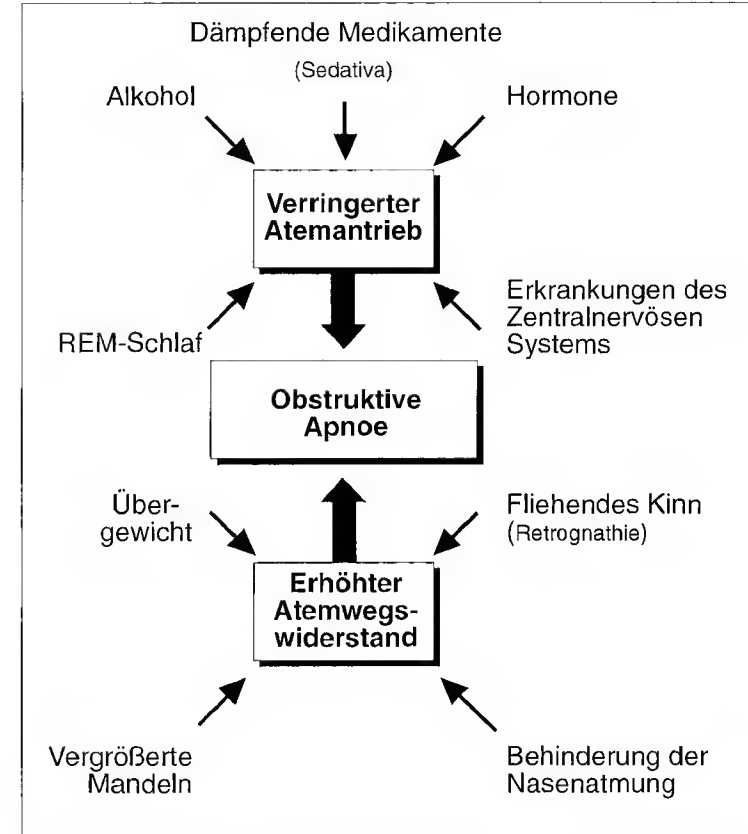 Dämpfende Medikamente
(Sedativa)
Alkohol
Hormone
Verringerter
Atemantrieb
REM-Schlaf
Erkrankungen des
Zentralnervösen
Systems
Obstruktive
Apnoe
Über-
gewicht
Fliehendes Kinn
(Retrognathie)
Erhöhter
Atemwegs-
widerstand
Vergrößerte
Mandeln
Behinderung der
Nasenatmung